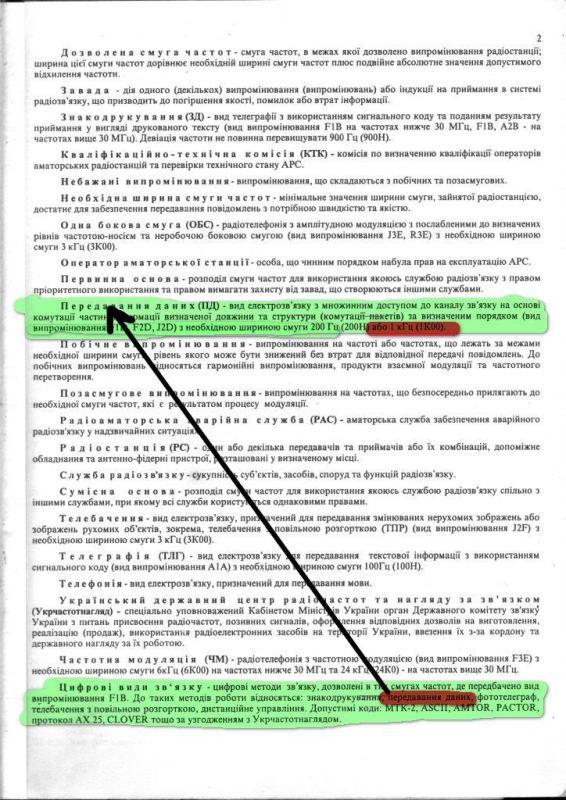 2
Дозволена смуга частот - смуга частот, в межах якої дозволено випромінювання радіостанції;
ширина цієї смуги частот дорівнює необхідній ширині смуги частот плюс подвійне абсолютне значення допустимого
відхилення частоти.
Завада - дія одного (декількох) випромінювання (випромінювань) або індукції на приймання в системі
радіозв'язку, що призводить до погіршення якості, помилок або втрат інформації.
Знакодрукування (ЗД) - вид телеграфії з використанням сигнального коду та поданням результату
приймання у вигляді друкованого тексту (вид випромінювання F1B на частотах нижче 30 МГц, F1B, A2B - на
частотах вище 30 МГц). Девіація частоти не повинна перевищувати 900 Гц (900Н).
Кваліфікаційно-технічна комісія (КТК) - комісія по визначенню кваліфікації операторів
аматорських радіостанцій та перевірки технічного стану АРС.
Небажані випромінювання - випромінювання, що складаються з побічних та позасмугових.
Необхідна ширина смуги частот - мінімальне значення ширини смуги, зайнятої радіостанцією,
достатнє для забезпечення передавання повідомлень з потрібною швидкістю та якістю.
Одна бокова смуга (ОБС) - радіотелефонія з амплітудною модуляцією з послабленими до визначених
рівнів частотою-носієм та неробочою боковою смугою (вид випромінювання J3E, R3E) з необхідною шириною
смуги 3 кГц (3К00).
Оператор аматорської станції - особа, що чинним порядком набула права на експлуатацію АРС.
Первинна основа - розподіл смуги частот для використання якоюсь службою радіозв'язку з правом
пріоритетного використання та правом вимагати захисту від завад, що створюються іншими службами.
Передавання даних (ПД) - вид електрозв'язку з множинним доступом до каналу зв'язку на основі
комутації частин інформації визначеної довжини та структури (комутації пакетів) за визначеним порядком (вид
випромінювання F1B, F2D, J2D) з необхідною шириною смуги 200 Гц (200Н) або 1 кГц (1К00).
Побічне випромінювання - випромінювання на частоті або частотах, що лежать за межами
необхідної ширини смуги, рівень якого може бути знижений без втрат для відповідної передачі повідомлень. До
побічних випромінювань відносяться гармонійні випромінювання, продукти взаємної модуляції та частотного
перетворення.
Позасмугове випромінювання - випромінювання на частотах, що безпосередньо прилягають до
необхідної смуги частот, які є результатом процесу модуляції.
Радіоаматорська аварійна служба (РАС) - аматорська служба забезпечення аварійного
радіозв'язку у надзвичайних ситуаціях.
Радіостанція (РС) - один або декілька передавачів та приймачів або їх комбінацій, допоміжне
обладнання та антенно-фідерні пристрої, розташовані у визначеному місці.
Служба радіозв'язку - сукупність суб'єктів, засобів, споруд та функцій радіозв'язку.
Сумісна основа - розподіл смуги частот для використання якоюсь службою радіозв'язку спільно з
іншими службами, при якому всі служби користуються однаковими правами.
Телебачення - вид електрозв'язку, призначений для передавання змінюваних нерухомих зображень або
зображень рухомих об'єктів, зокрема, телебачення з повільною розгорткою (ТПР) (вид випромінювання J2F) з
необхідною шириною смуги 3 кГц (3К00).
Телеграфія (ТЛГ) - вид електрозв'язку для передавання текстової інформації з використанням
сигнального коду (вид випромінювання А1А) з необхідною шириною смуги 100Гц (100Н).
Телефонія - вид електрозв'язку, призначений для передавання мови.
Український державний центр радіочастот та нагляду за зв'язком
(Укрчастотнагляд) - спеціально уповноважений Кабінетом Міністрів України орган Державного комітету зв'язку
України з питань присвоєння радіочастот, позивних сигналів, оформлення відповідних дозволів на виготовлення,
реалізацію (продаж), використання радіоелектронних засобів на території України, ввезення їх з-за кордону та
державного нагляду за їх роботою.
Частотна модуляція (ЧМ) - радіотелефонія з частотною модуляцією (вид випромінювання F3E) з
необхідною шириною смуги 6кГц (6К00) на частотах нижче 30 МГц та 24 кГц (24К0) - на частотах вище 30 МГц.
Цифрові види зв'язку - цифрові методи зв'язку, дозволені в тих смугах частот, де передбачено вид
випромінювання F1B. До таких методів роботи відносяться: знакодрукування, передавання даних, фототелеграф,
телебачення з повільною розгорткою, дистанційне управління. Допустимі коди: МТК-2, ASCII, AMTOR, PACTOR,
протокол АХ 25, CLOVER тощо за узгодженням з Укрчастотнаглядом.